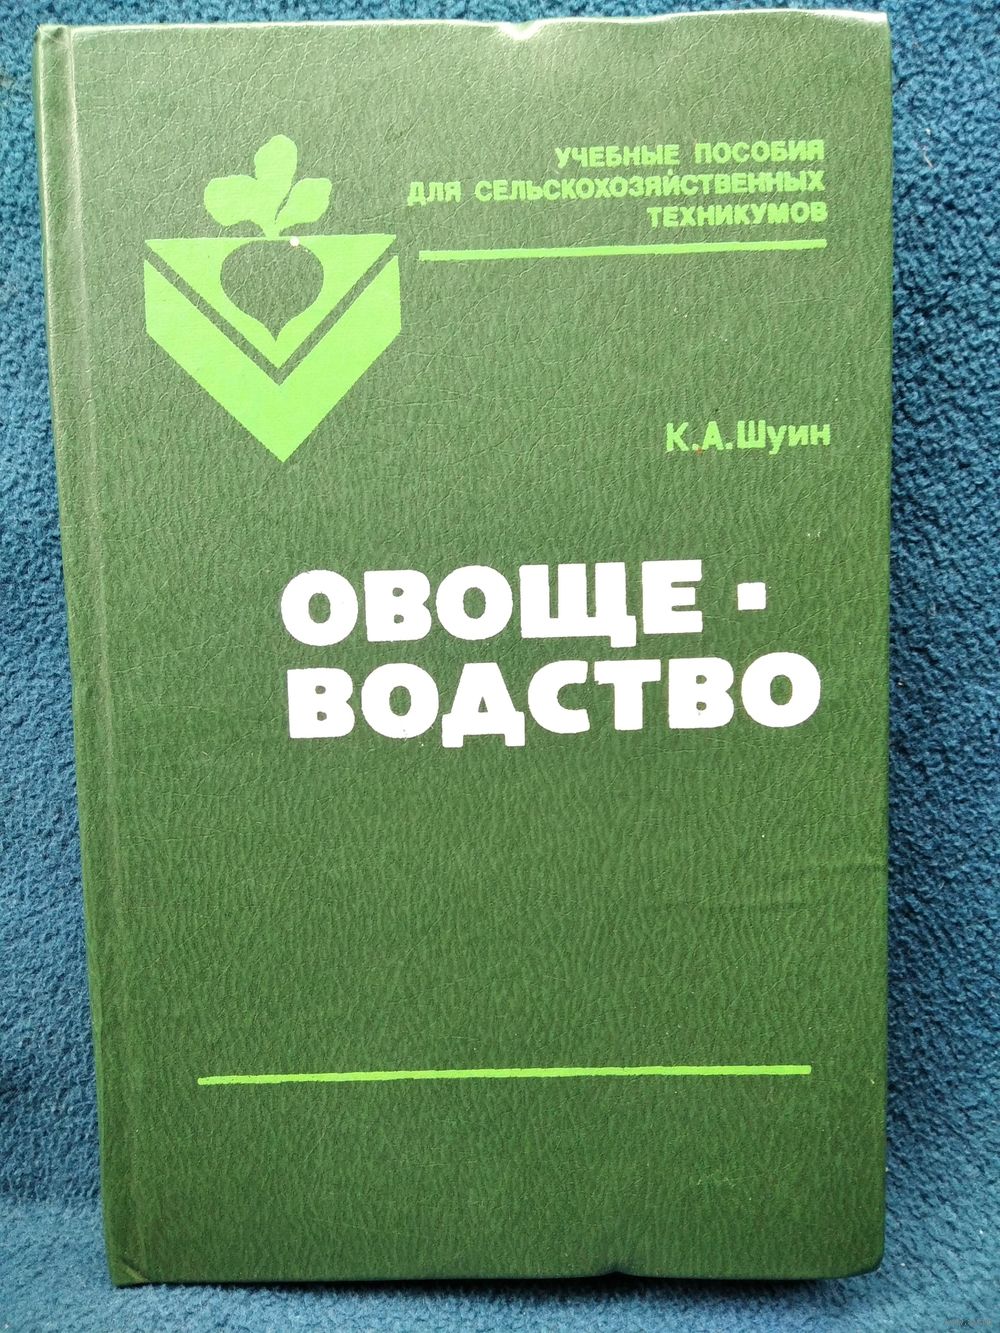 УЧЕБНЫЕ ПОСОБИЯ
ДЛЯ СЕЛЬСКОХОЗЯЙСТВЕННЫХ
ТЕХНИКУМОВ
К.А.Шуин
ОВОЩЕ-
ВОДСТВО